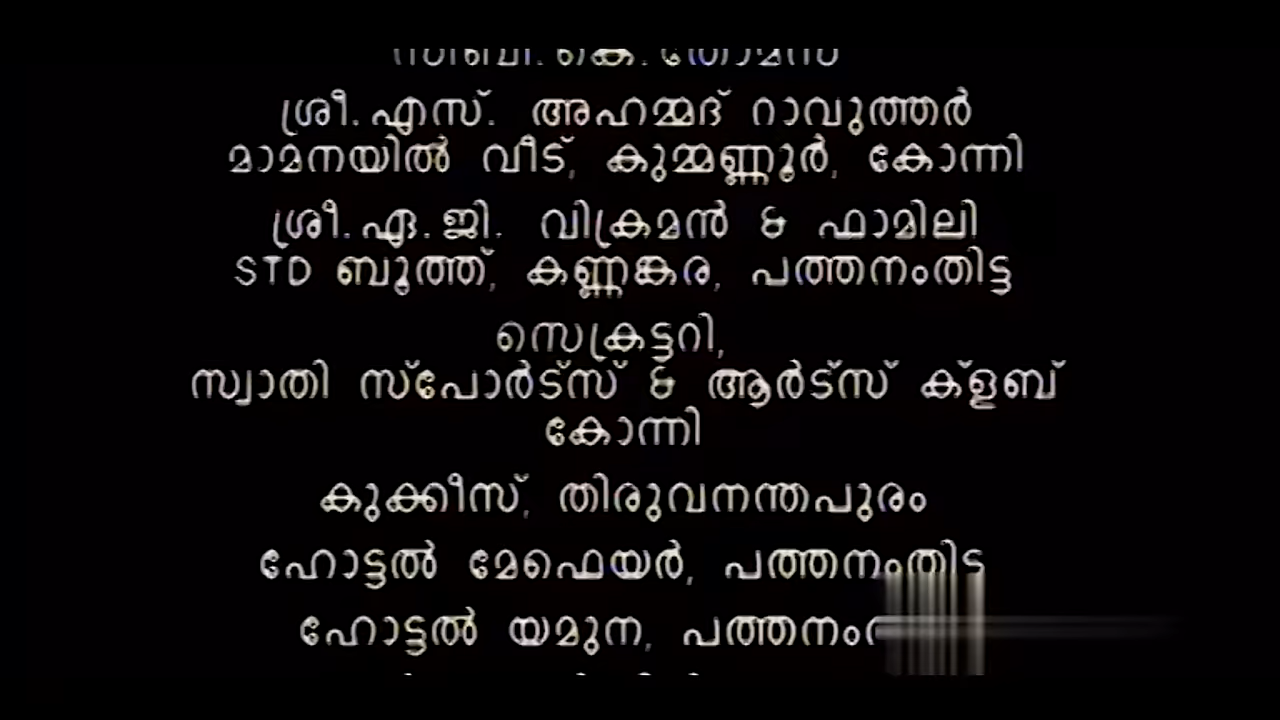 ശ്രീ.എസ്. അഹമ്മദ് റാവുത്തർ
മാമനയിൽ വീട്, കുമ്മണ്ണൂർ, കോന്നി
ശ്രീ.ഏ.ജി. വിക്രമൻ & ഫാമിലി
STD ബൂത്ത്, കണ്ണങ്കര, പത്തനംതിട്ട
സെക്രട്ടറി,
സ്വാതി സ്പോർട്സ് & ആർട്സ് ക്ളബ്
കോന്നി
കുക്കീസ്, തിരുവനന്തപുരം
ഹോട്ടൽ മേഫെയർ, പത്തനംതിട
ഹോട്ടൽ യമുന,